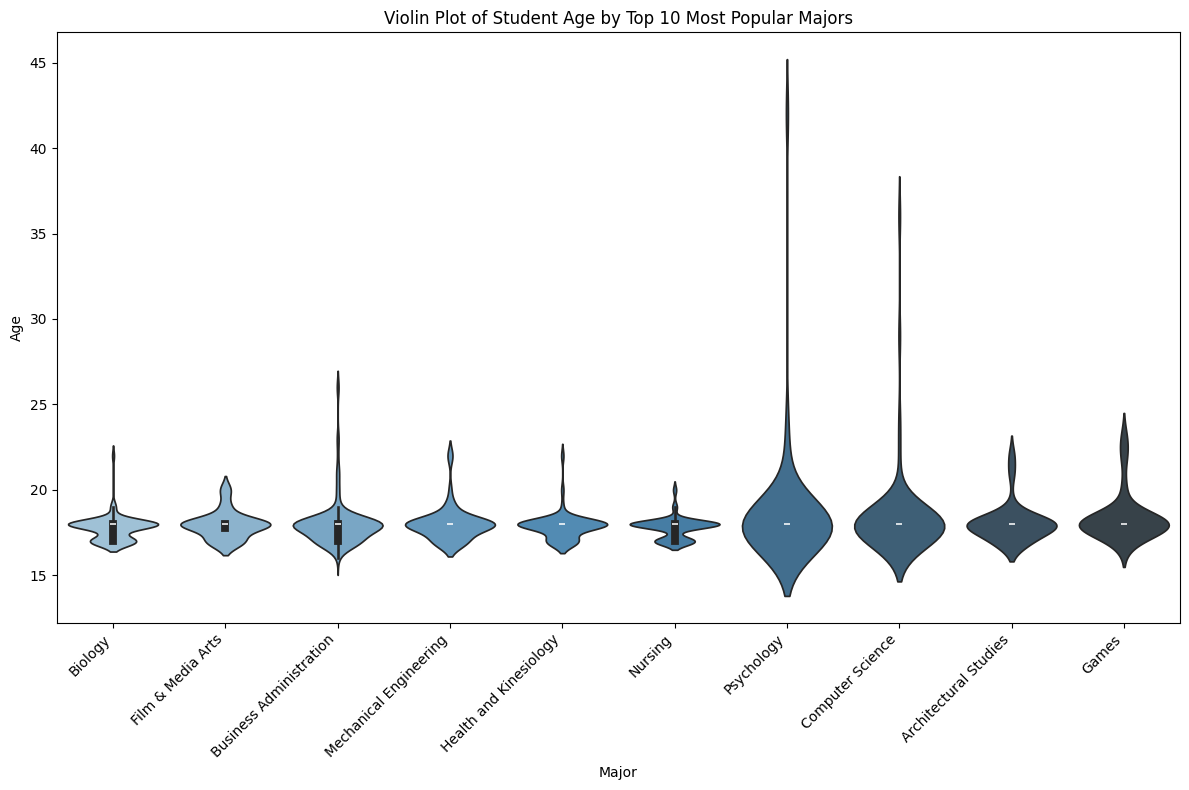 Violin Plot of Student Age by Top 10 Most Popular Majors
45
40
35
30
25
20
15
Age
Biology
Film & Media Arts
Business Administration
Mechanical Engineering
Health and Kinesiology
Nursing
Psychology
Computer Science
Architectural Studies
Games
Major